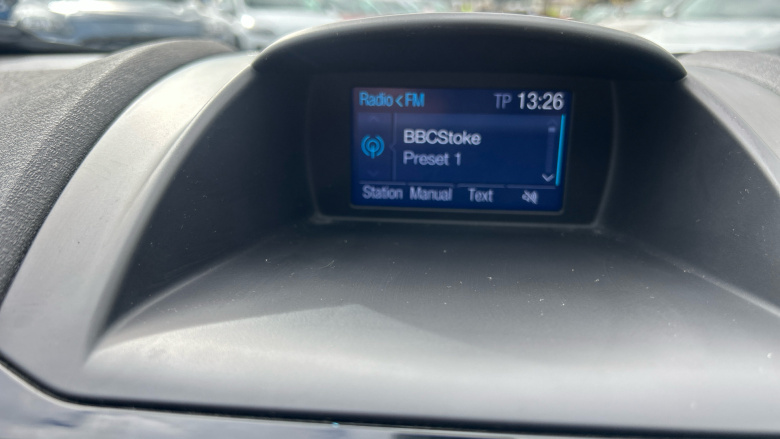 Radio < FM TP 13:26
BBCStoke
Preset 1
Station Manual Text